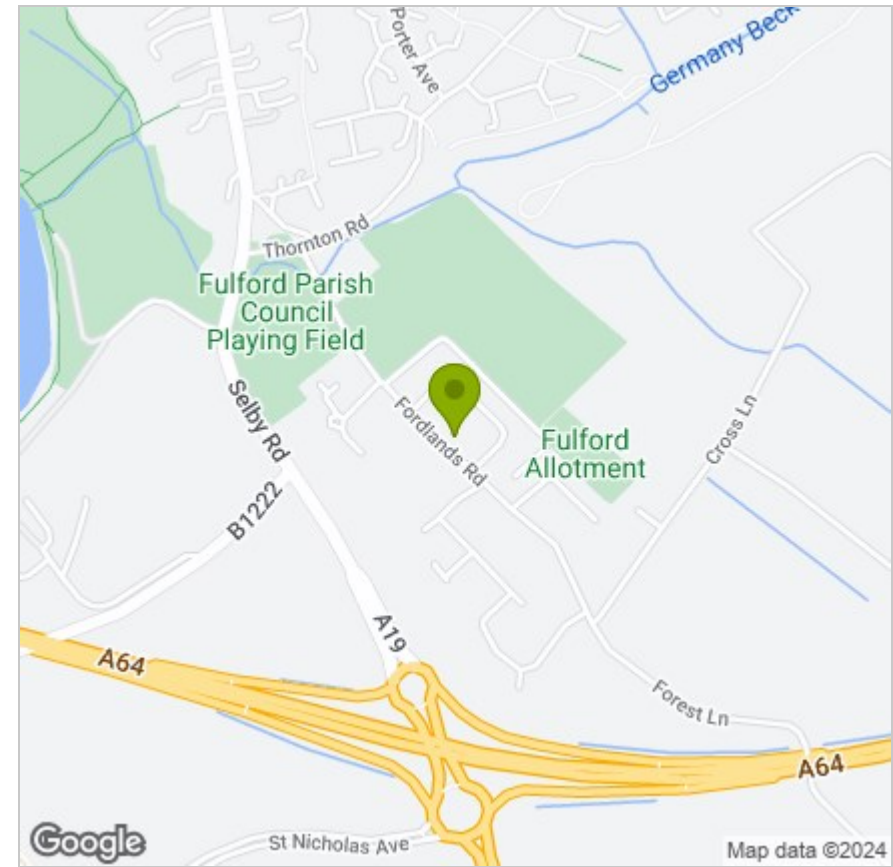 Porter Ave
Germany Beck
Thornton Rd
Fulford Parish
Council
Playing Field
Selby Rd
Fordlands Rd
Fulford
Allotment
Cross Ln
B1222
A19
A64
Forest Ln
A64
St Nicholas Ave
Google
Map data ©2024